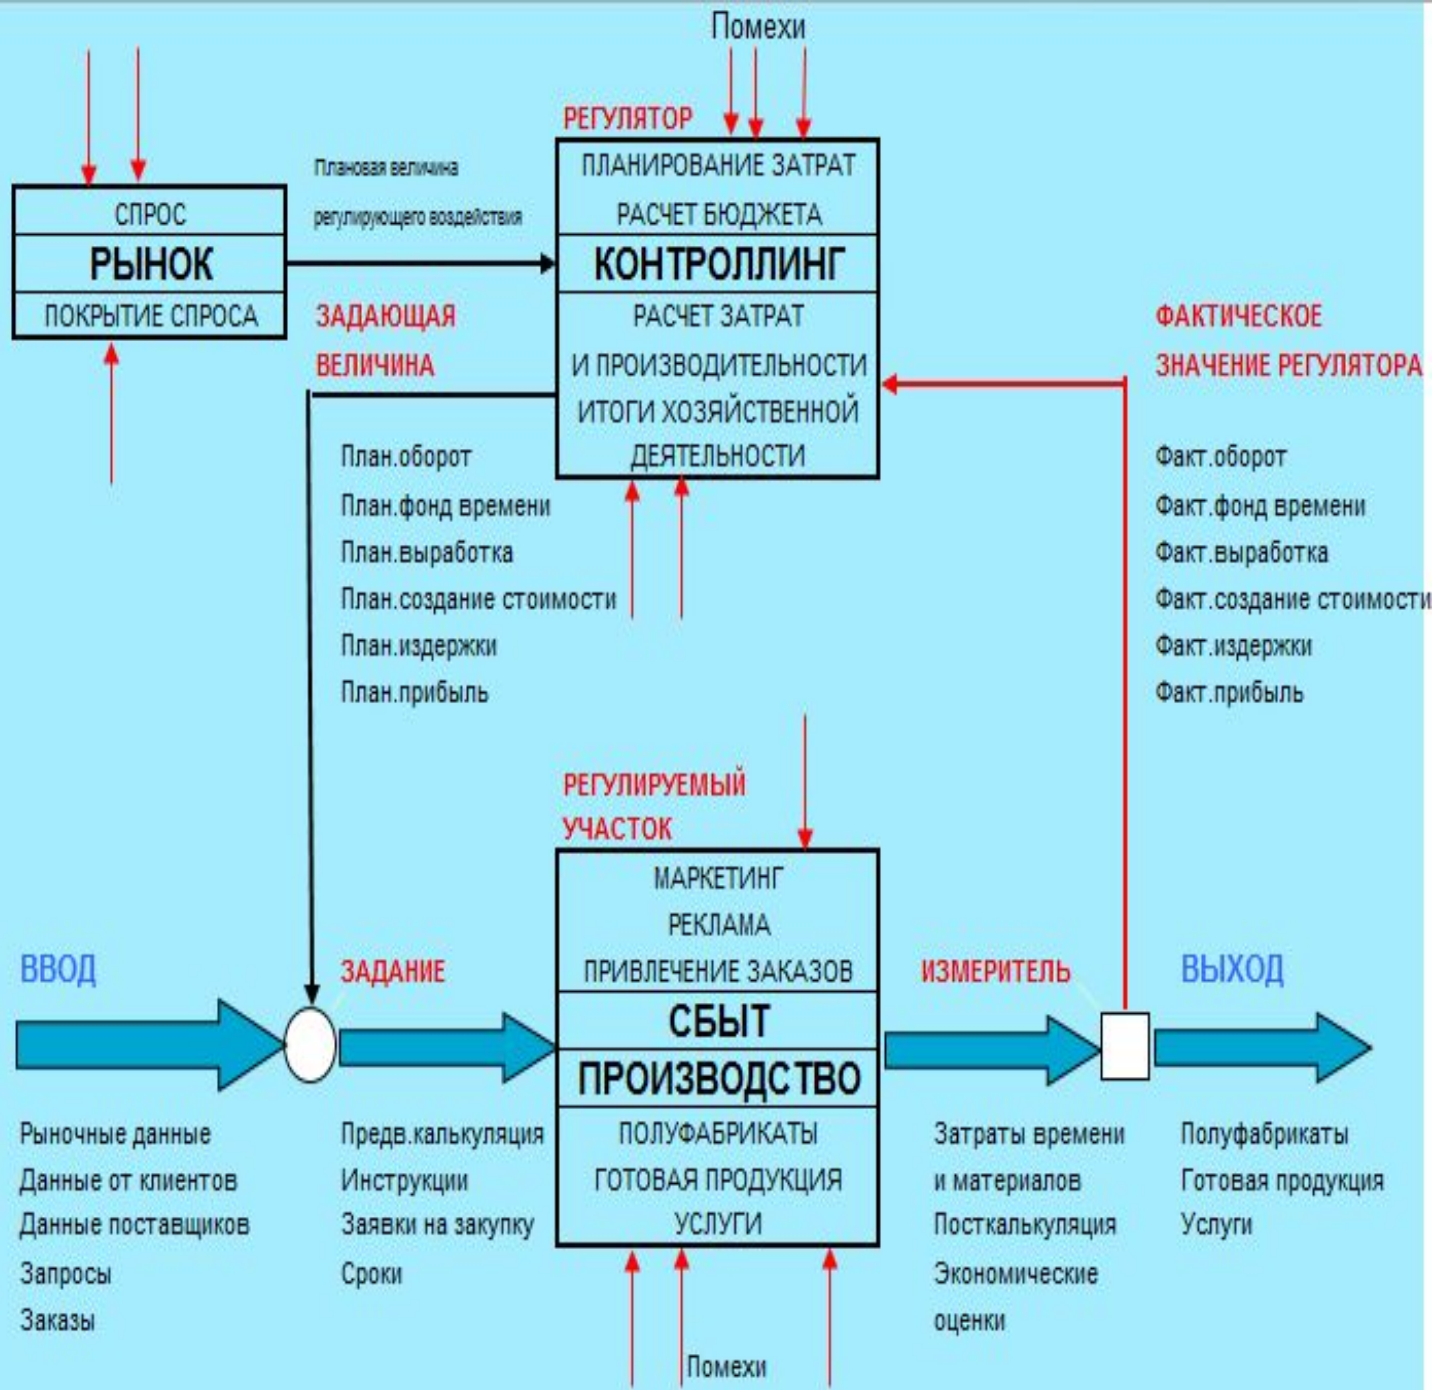 Помехи
РЕГУЛЯТОР
Плановая величина
регулирующего воздействия
СПРОС
РЫНОК
ПОКРЫТИЕ СПРОСА
ПЛАНИРОВАНИЕ ЗАТРАТ
РАСЧЕТ БЮДЖЕТА
КОНТРОЛЛИНГ
РАСЧЕТ ЗАТРАТ
И ПРОИЗВОДИТЕЛЬНОСТИ
ИТОГИ ХОЗЯЙСТВЕННОЙ
ДЕЯТЕЛЬНОСТИ
ЗАДАЮЩАЯ
ВЕЛИЧИНА
План.оборот
План.фонд времени
План.выработка
План.создание стоимости
План.издержки
План.прибыль
ФАКТИЧЕСКОЕ
ЗНАЧЕНИЕ РЕГУЛЯТОРА
Факт.оборот
Факт.фонд времени
Факт.выработка
Факт.создание стоимости
Факт.издержки
Факт.прибыль
РЕГУЛИРУЕМЫЙ
УЧАСТОК
МАРКЕТИНГ
РЕКЛАМА
ПРИВЛЕЧЕНИЕ ЗАКАЗОВ
СБЫТ
ПРОИЗВОДСТВО
ПОЛУФАБРИКАТЫ
ГОТОВАЯ ПРОДУКЦИЯ
УСЛУГИ
ВВОД
Рыночные данные
Данные от клиентов
Данные поставщиков
Запросы
Заказы
ЗАДАНИЕ
Предв.калькуляция
Инструкции
Заявки на закупку
Сроки
ИЗМЕРИТЕЛЬ
Затраты времени
и материалов
Посткалькуляция
Экономические
оценки
ВЫХОД
Полуфабрикаты
Готовая продукция
Услуги
Помехи